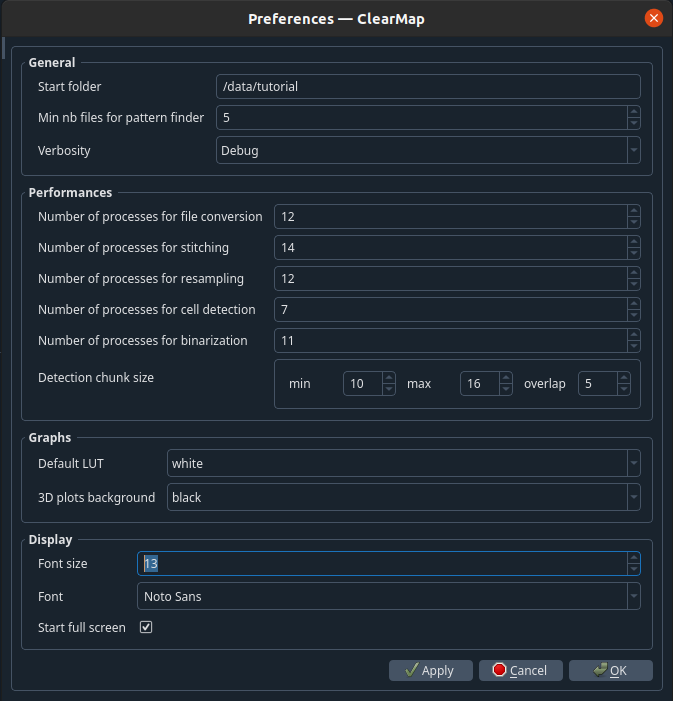 Preferences — ClearMap
General
Start folder /data/tutorial
Min nb files for pattern finder 5
Verbosity Debug
Performances
Number of processes for file conversion 12
Number of processes for stitching 14
Number of processes for resampling 12
Number of processes for cell detection 7
Number of processes for binarization 11
Detection chunk size min 10 max 16 overlap 5
Graphs
Default LUT white
3D plots background black
Display
Font size 13
Font Noto Sans
Start full screen
Apply Cancel OK